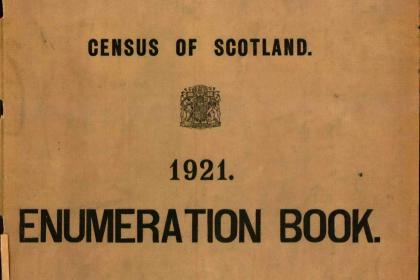 CENSUS OF SCOTLAND.
1921.
ENUMERATION BOOK.